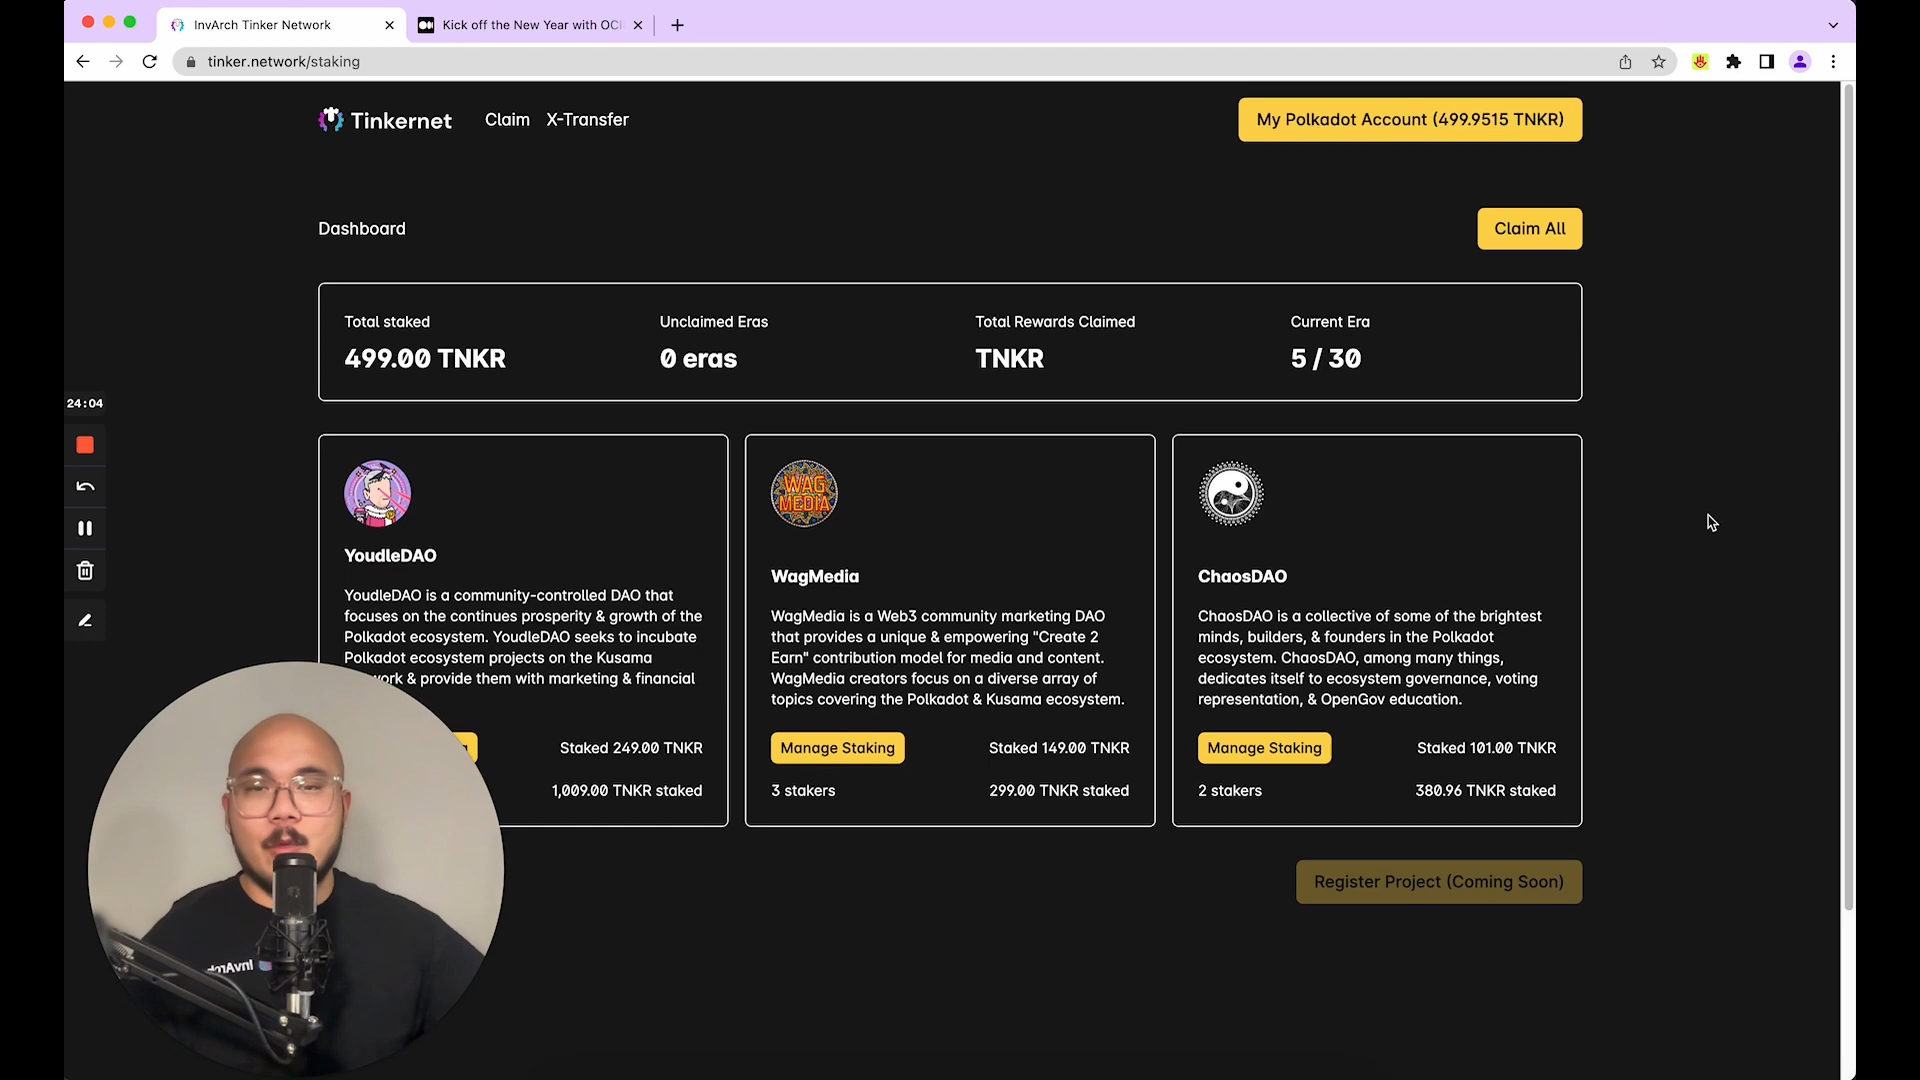 InvArch Tinker Network
Kick off the New Year with OCI
tinker.network/staking
Tinkernet
Claim
X-Transfer
My Polkadot Account (499.9515 TNKR)
Dashboard
Claim All
Total staked
499.00 TNKR
Unclaimed Eras
0 eras
Total Rewards Claimed
TNKR
Current Era
5 / 30
24:04
YoudleDAO
YoudleDAO is a community-controlled DAO that
focuses on the continues prosperity & growth of the
Polkadot ecosystem. YoudleDAO seeks to incubate
Polkadot ecosystem projects on the Kusama
& provide them with marketing & financial
Staked 249.00 TNKR
1,009.00 TNKR staked
WAG
MEDIA
WagMedia
WagMedia is a Web3 community marketing DAO
that provides a unique & empowering "Create 2
Earn" contribution model for media and content.
WagMedia creators focus on a diverse array of
topics covering the Polkadot & Kusama ecosystem.
Manage Staking
Staked 149.00 TNKR
3 stakers
299.00 TNKR staked
ChaosDAO
ChaosDAO is a collective of some of the brightest
minds, builders, & founders in the Polkadot
ecosystem. ChaosDAO, among many things,
dedicates itself to ecosystem governance, voting
representation, & OpenGov education.
Manage Staking
Staked 101.00 TNKR
2 stakers
380.96 TNKR staked
Register Project (Coming Soon)
InvArch